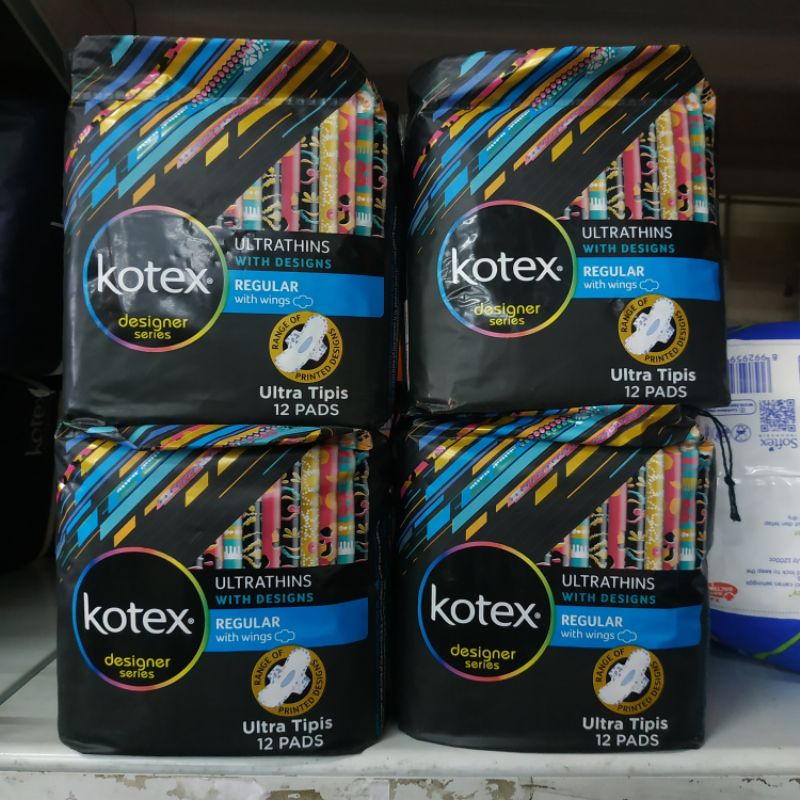 kotex®
designer
series
ULTRATHINS
WITH DESIGNS
REGULAR
with wings
RANGE OF
PRINTED DESIGNS
Ultra Tipis
12 PADS
kotex®
designer
series
ULTRATHINS
WITH DESIGNS
REGULAR
with wings
RANGE OF
PRINTED DESIGNS
Ultra Tipis
12 PADS
kotex®
designer
series
ULTRATHINS
WITH DESIGNS
REGULAR
with wings
RANGE OF
PRINTED DESIGNS
Ultra Tipis
12 PADS
kotex®
designer
series
ULTRATHINS
WITH DESIGNS
REGULAR
with wings
RANGE OF
PRINTED DESIGNS
Ultra Tipis
12 PADS
8992959
Softex
kotex